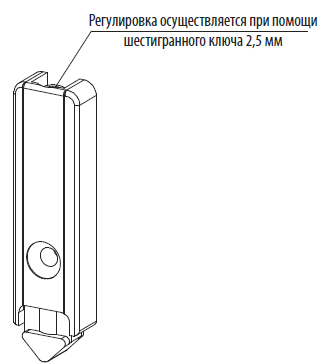 Регулировка осуществляется при помощи
шестигранного ключа 2,5 мм